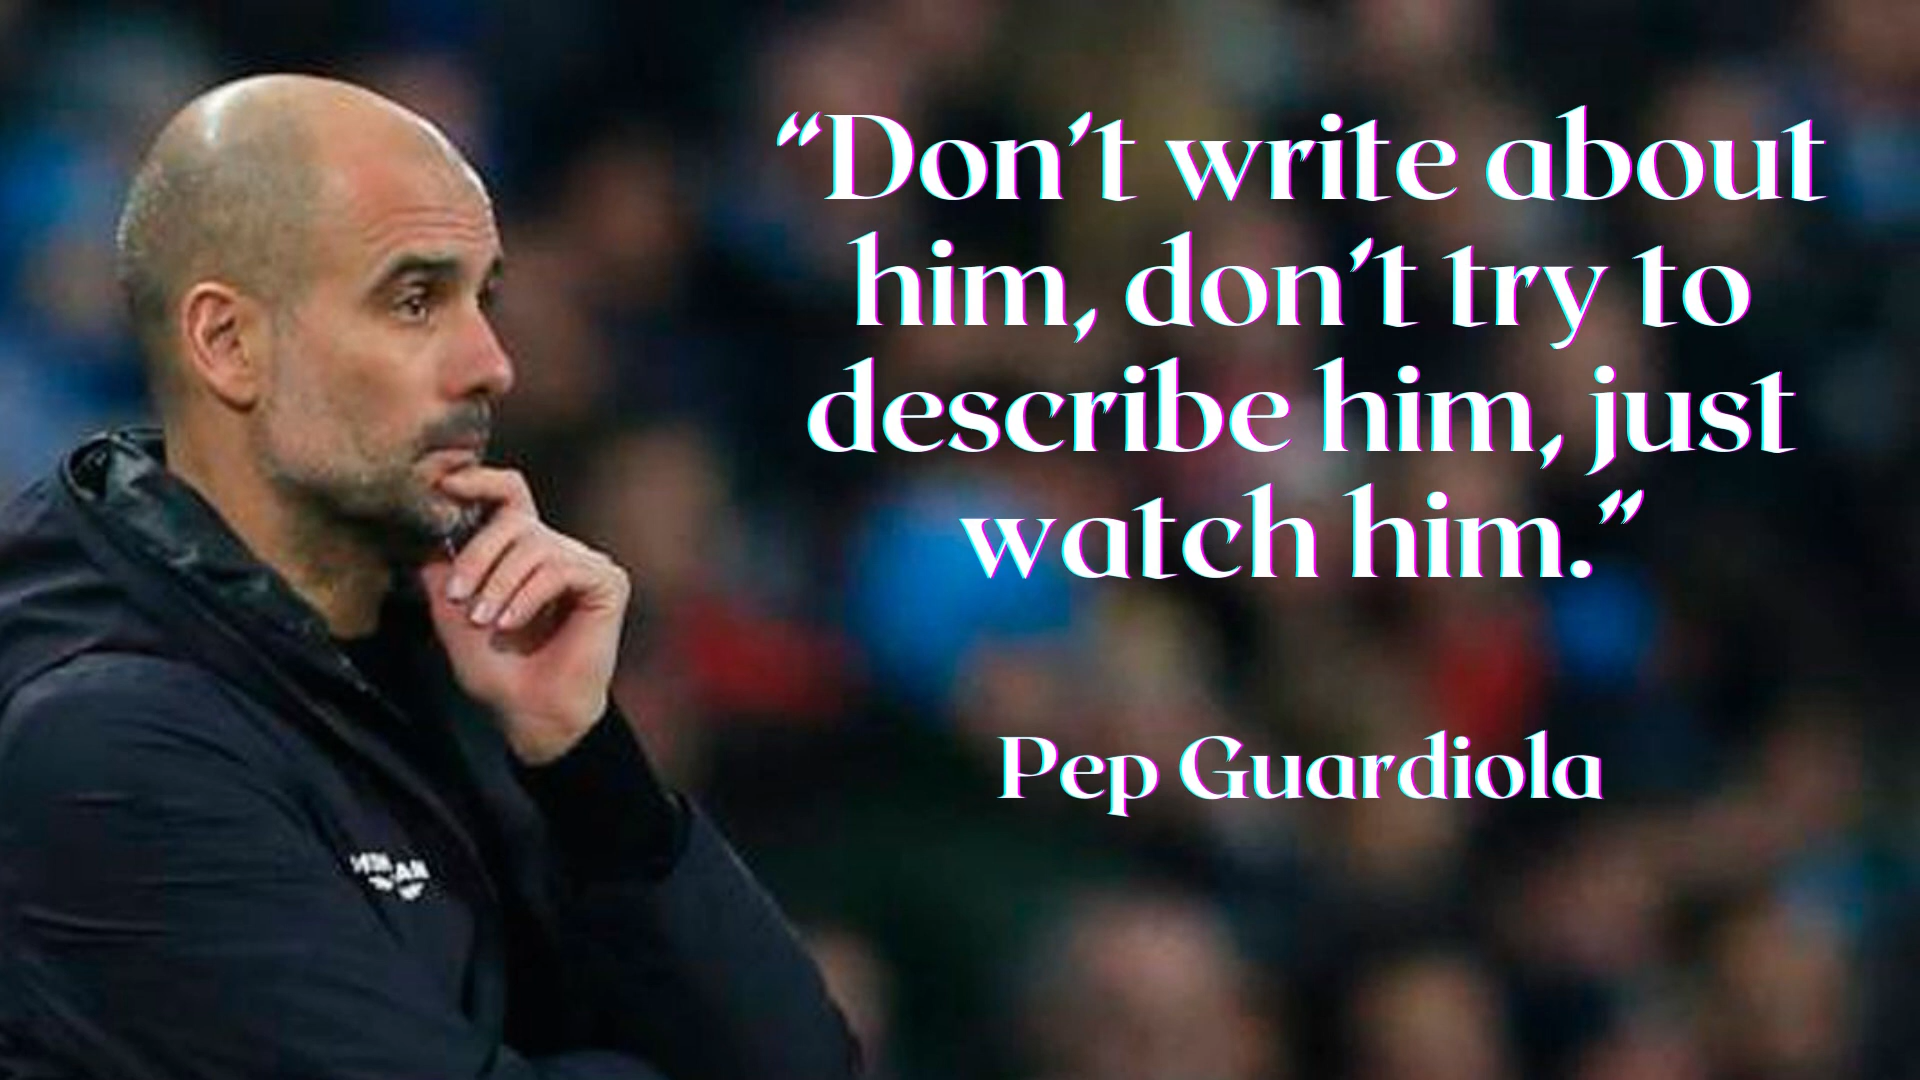 “Don’t write about
him, don’t try to
describe him, just
watch him.”
Pep Guardiola